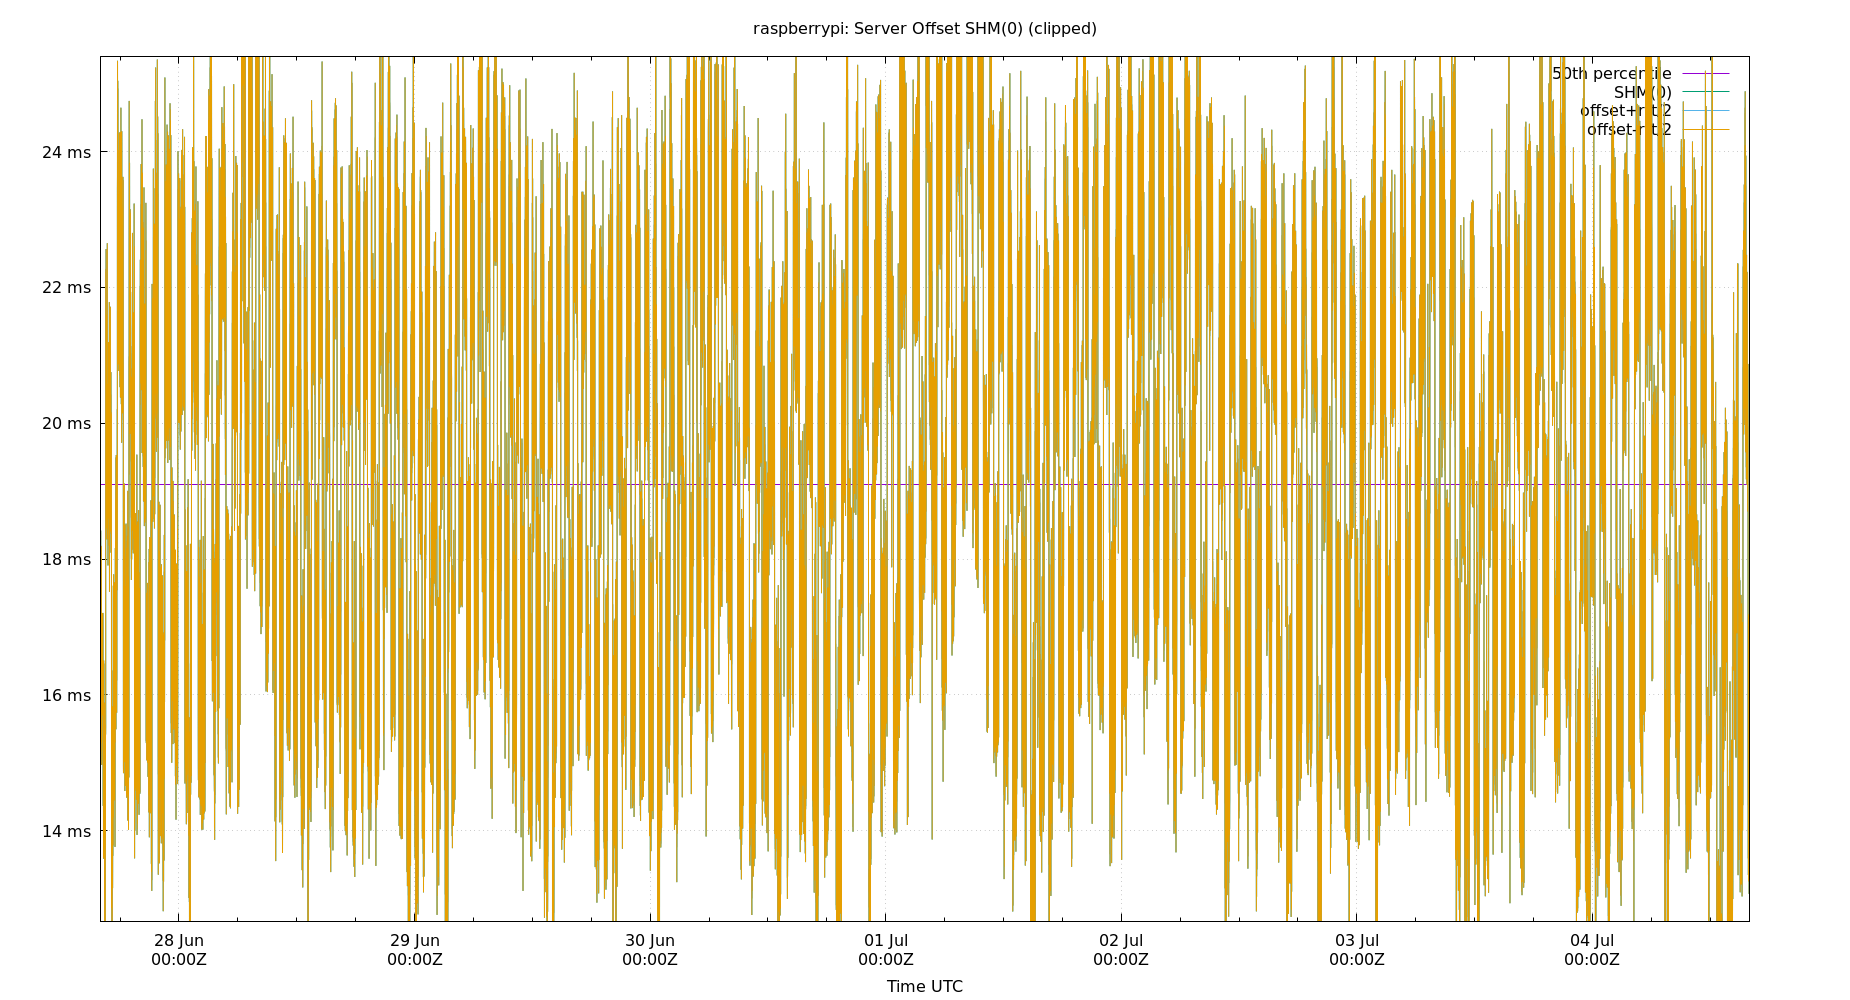 raspberrypi: Server Offset SHM(0) (clipped)
50th percentile
SHM(0)
offset+rtt/2
offset-rtt/2
24 ms
22 ms
20 ms
18 ms
16 ms
14 ms
28 Jun 29 Jun 30 Jun 01 Jul 02 Jul 03 Jul 04 Jul
00:00Z 00:00Z 00:00Z 00:00Z 00:00Z 00:00Z 00:00Z
Time UTC